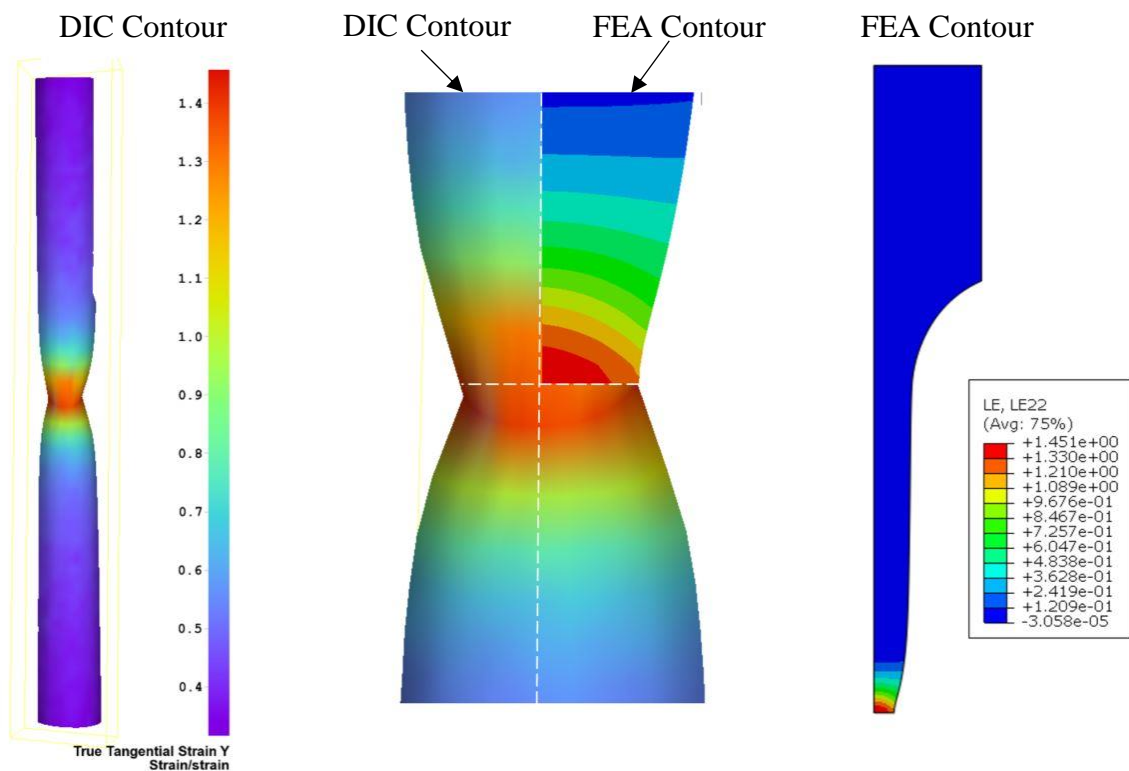 DIC Contour
DIC Contour
FEA Contour
FEA Contour
1.4
1.3
1.2
1.1
1.0
0.9
0.8
0.7
0.6
0.5
0.4
True Tangential Strain Y
Strain/strain
LE, LE22
(Avg: 75%)
+1.451e+00
+1.330e+00
+1.210e+00
+1.089e+00
+9.676e-01
+8.467e-01
+7.257e-01
+6.047e-01
+4.838e-01
+3.628e-01
+2.419e-01
+1.209e-01
-3.058e-05